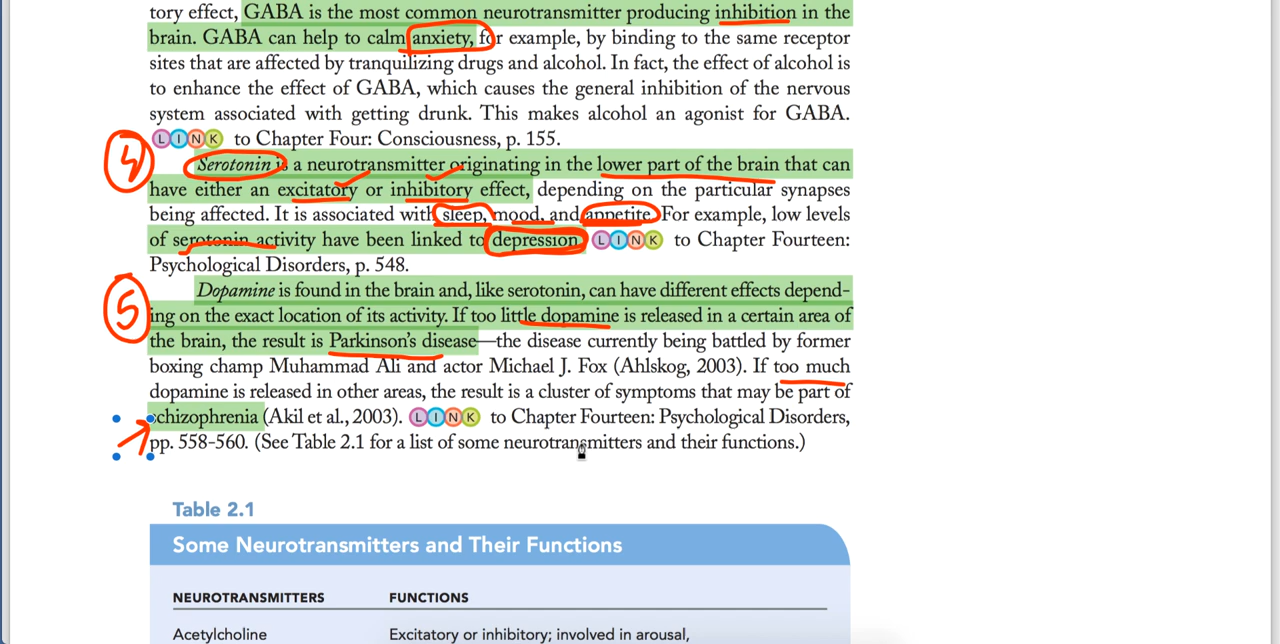 tory effect, GABA is the most common neurotransmitter producing inhibition in the
brain. GABA can help to calm anxiety, for example, by binding to the same receptor
sites that are affected by tranquilizing drugs and alcohol. In fact, the effect of alcohol is
to enhance the effect of GABA, which causes the general inhibition of the nervous
system associated with getting drunk. This makes alcohol an agonist for GABA.
LINK to Chapter Four: Consciousness, p. 155.
4 Serotonin is a neurotransmitter originating in the lower part of the brain that can
have either an excitatory or inhibitory effect, depending on the particular synapses
being affected. It is associated with sleep, mood, and appetite. For example, low levels
of serotonin activity have been linked to depression. LINK to Chapter Fourteen:
Psychological Disorders, p. 548.
5 Dopamine is found in the brain and, like serotonin, can have different effects depend-
ing on the exact location of its activity. If too little dopamine is released in a certain area of
the brain, the result is Parkinson's disease—the disease currently being battled by former
boxing champ Muhammad Ali and actor Michael J. Fox (Ahlskog, 2003). If too much
dopamine is released in other areas, the result is a cluster of symptoms that may be part of
schizophrenia (Akil et al., 2003). LINK to Chapter Fourteen: Psychological Disorders,
pp. 558–560. (See Table 2.1 for a list of some neurotransmitters and their functions.)
Table 2.1
Some Neurotransmitters and Their Functions
NEUROTRANSMITTERS FUNCTIONS
Acetylcholine Excitatory or inhibitory; involved in arousal,